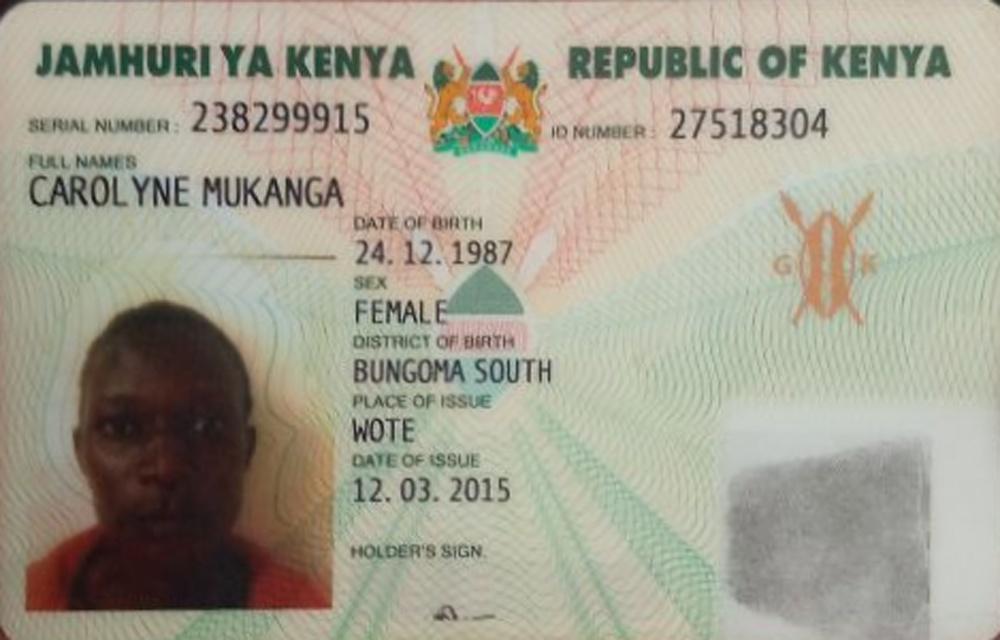 JAMHURI YA KENYA REPUBLIC OF KENYA
SERIAL NUMBER: 238299915 ID NUMBER: 27518304
FULL NAMES
CAROLYNE MUKANGA
DATE OF BIRTH
24. 12. 1987
SEX
FEMALE
DISTRICT OF BIRTH
BUNGOMA SOUTH
PLACE OF ISSUE
WOTE
DATE OF ISSUE
12. 03. 2015
HOLDER'S SIGN.
G K